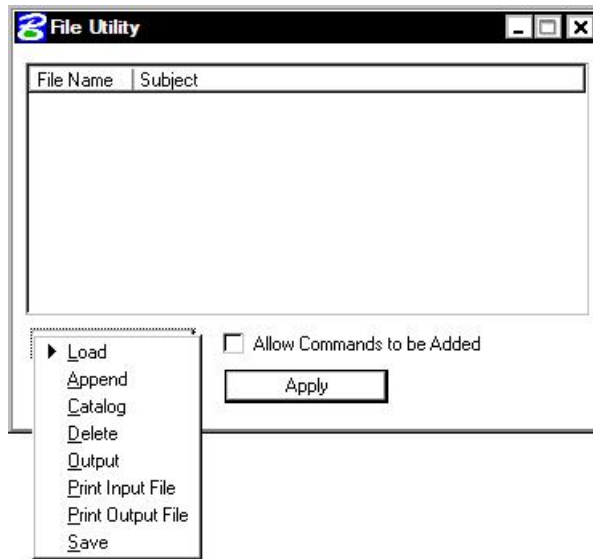 File Utility
File Name Subject
Allow Commands to be Added
Apply
Load
Append
Catalog
Delete
Output
Print Input File
Print Output File
Save